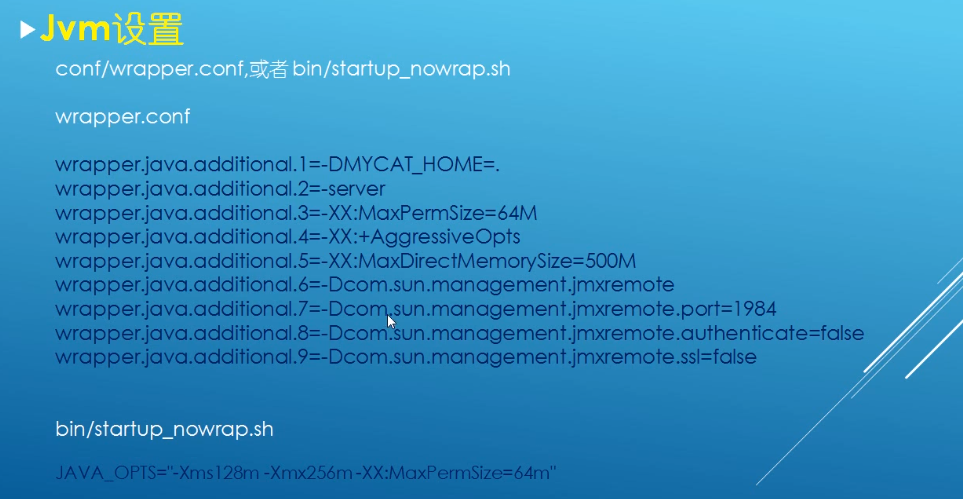 Jvm设置
conf/wrapper.conf,或者bin/startup_nowrap.sh
wrapper.conf
wrapper.java.additional.1=-DMYCAT_HOME=.
wrapper.java.additional.2=-server
wrapper.java.additional.3=-XX:MaxPermSize=64M
wrapper.java.additional.4=-XX:+AggressiveOpts
wrapper.java.additional.5=-XX:MaxDirectMemorySize=500M
wrapper.java.additional.6=-Dcom.sun.management.jmxremote
wrapper.java.additional.7=-Dcom.sun.management.jmxremote.port=1984
wrapper.java.additional.8=-Dcom.sun.management.jmxremote.authenticate=false
wrapper.java.additional.9=-Dcom.sun.management.jmxremote.ssl=false
bin/startup_nowrap.sh
JAVA_OPTS="-Xms128m -Xmx256m -XX:MaxPermSize=64m"